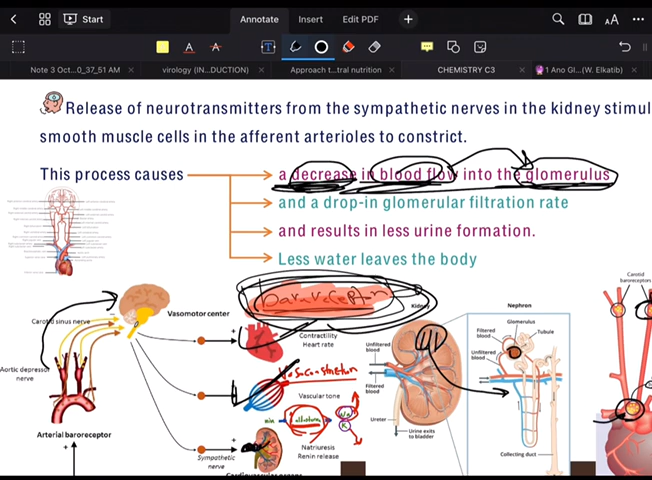 Start
Annotate
Insert
Edit PDF
Note 3 Oct...0_37_51 AM
virology (IN...DUCTION)
Approach t...tral nutrition
CHEMISTRY C3
1 Ano Gl...(W. Elkatib)
Release of neurotransmitters from the sympathetic nerves in the kidney stimul
smooth muscle cells in the afferent arterioles to constrict.
This process causes
a decrease in blood flow into the glomerulus
and a drop-in glomerular filtration rate
and results in less urine formation.
Less water leaves the body
baroreceptor
Carotid sinus nerve
Vasomotor center
Aortic depressor
nerve
Arterial baroreceptor
+
+
Contractility
Heart rate
Vascular tone
Natriuresis
Renin release
Sympathetic
nerve
Kidney
Unfiltered
blood
Filtered
blood
Ureter
Urine exits
to bladder
Nephron
Glomerulus
Filtered
blood
Tubule
Unfiltered
blood
Collecting duct
Carotid
baroreceptors